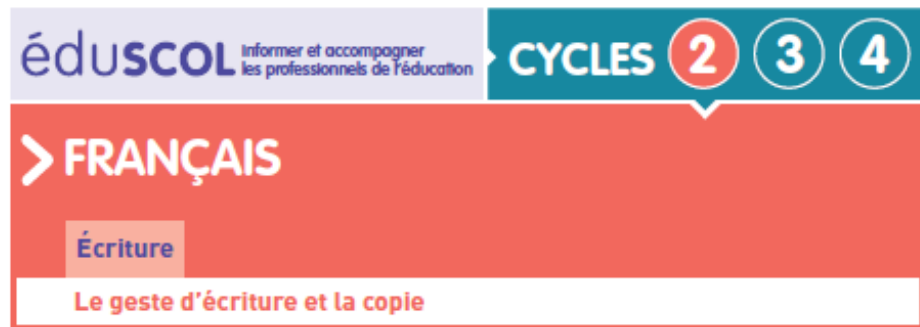 éduscol Informer et accompagner
les professionnels de l'éducation
CYCLES 2 3 4
FRANÇAIS
Écriture
Le geste d'écriture et la copie